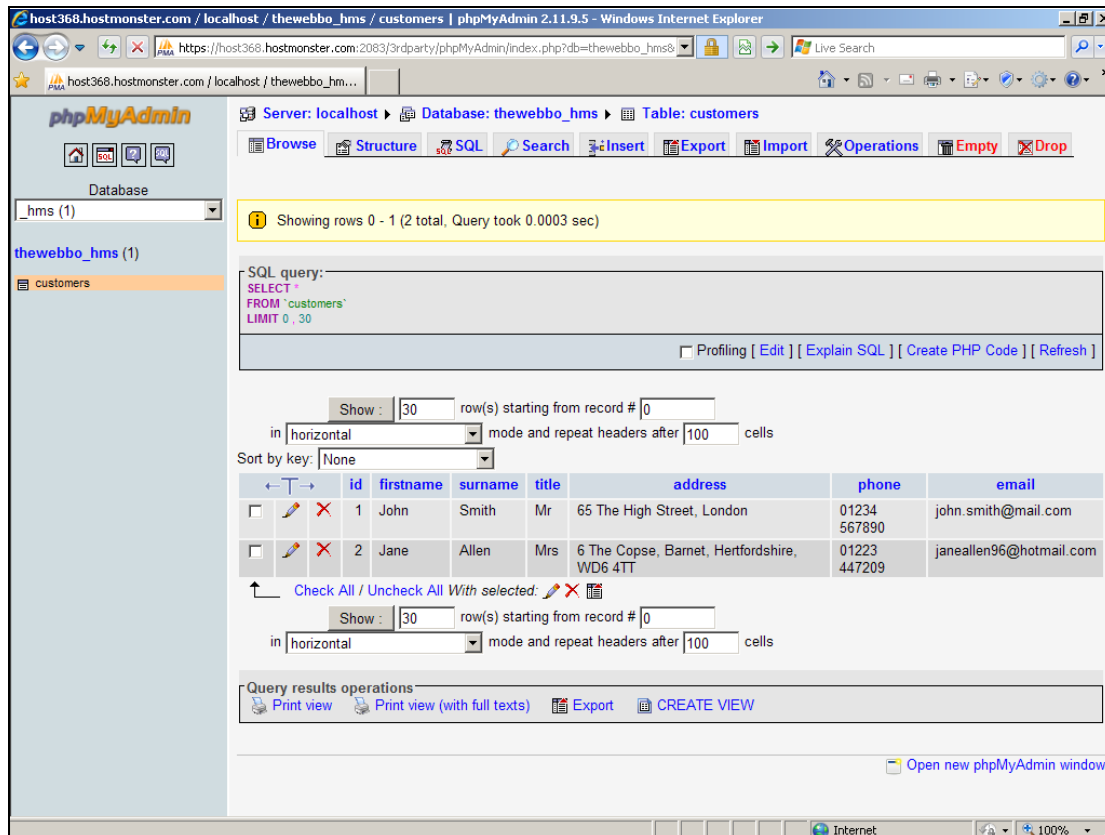 host368.hostmonster.com / localhost / thewebbo_hms / customers | phpMyAdmin 2.11.9.5 - Windows Internet Explorer
https://host368.hostmonster.com:2083/3rdparty/phpMyAdmin/index.php?db=thewebbo_hms&
Live Search
host368.hostmonster.com / localhost / thewebbo_hm...
phpMyAdmin
SQL
Database
_hms (1)
thewebbo_hms (1)
customers
Server: localhost Database: thewebbo_hms Table: customers
Browse Structure SQL Search Insert Export Import Operations Empty Drop
Showing rows 0 - 1 (2 total, Query took 0.0003 sec)
SQL query:
SELECT *
FROM `customers`
LIMIT 0 , 30
Profiling [ Edit ] [ Explain SQL ] [ Create PHP Code ] [ Refresh ]
Show : 30 row(s) starting from record # 0
in horizontal mode and repeat headers after 100 cells
Sort by key: None
←T→ id firstname surname title address phone email
1 John Smith Mr 65 The High Street, London 01234 567890 john.smith@mail.com
2 Jane Allen Mrs 6 The Copse, Barnet, Hertfordshire, WD6 4TT 01223 447209 janeallen96@hotmail.com
Check All / Uncheck All With selected:
Show : 30 row(s) starting from record # 0
in horizontal mode and repeat headers after 100 cells
Query results operations
Print view Print view (with full texts) Export CREATE VIEW
Open new phpMyAdmin window
Internet 100%